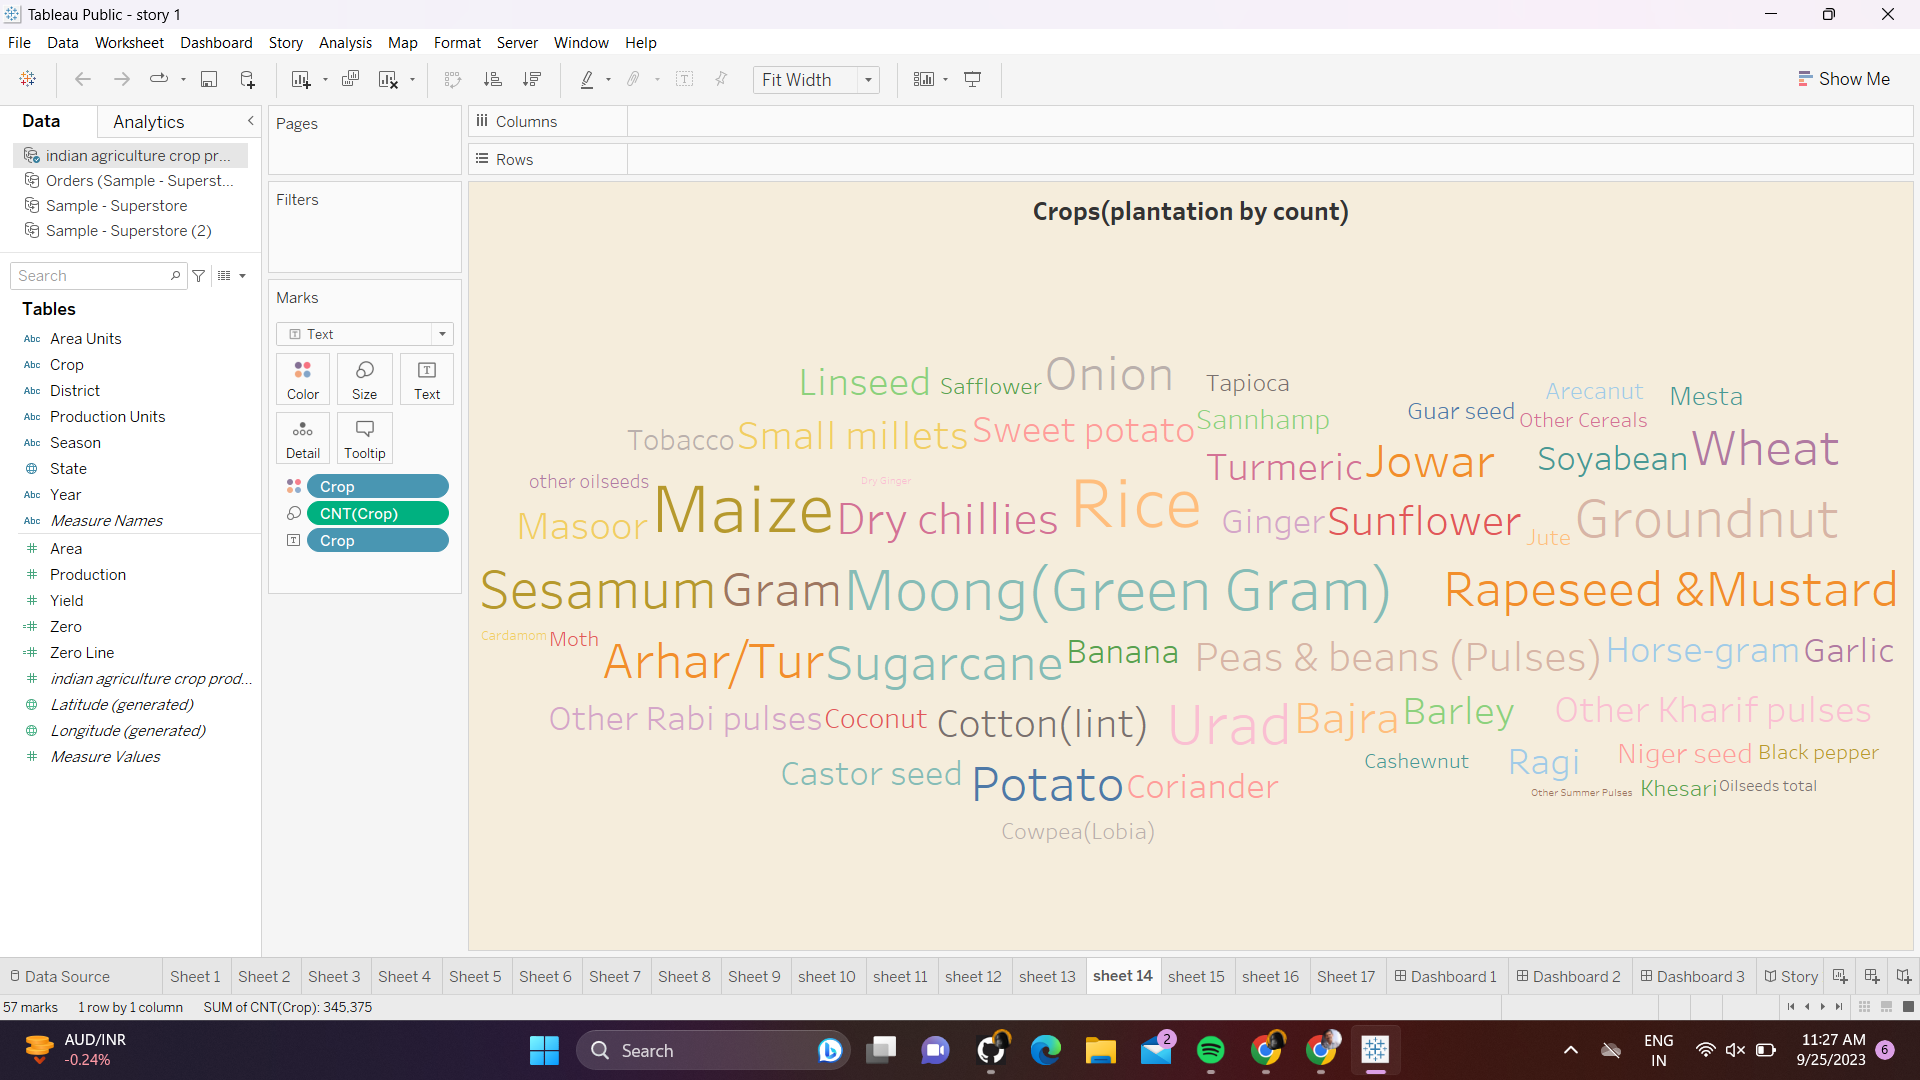 Tableau Public - story 1
File Data Worksheet Dashboard Story Analysis Map Format Server Window Help
Fit Width
Show Me
Data Analytics
indian agriculture crop pr...
Orders (Sample - Superst...
Sample - Superstore
Sample - Superstore (2)
Search
Tables
Abc Area Units
Abc Crop
Abc District
Abc Production Units
Abc Season
State
Abc Year
Abc Measure Names
# Area
# Production
# Yield
=# Zero
=# Zero Line
# indian agriculture crop prod...
Latitude (generated)
Longitude (generated)
# Measure Values
Pages
Filters
Marks
Text
Color Size Text
Detail Tooltip
Crop
CNT(Crop)
Crop
Columns
Rows
Crops(plantation by count)
Linseed Safflower Onion Tapioca Arecanut Mesta
Tobacco Small millets Sweet potato Sannhamp Guar seed Other Cereals
other oilseeds Dry Ginger Turmeric Jowar Soyabean Wheat
Masoor Maize Dry chillies Rice Ginger Sunflower Jute Groundnut
Sesamum Gram Moong(Green Gram) Rapeseed &Mustard
Cardamom Moth Arhar/Tur Sugarcane Banana Peas & beans (Pulses) Horse-gram Garlic
Other Rabi pulses Coconut Cotton(lint) Urad Bajra Barley Other Kharif pulses
Castor seed Potato Coriander Cashewnut Ragi Niger seed Black pepper
Other Summer Pulses Khesari Oilseeds total
Cowpea(Lobia)
Data Source Sheet 1 Sheet 2 Sheet 3 Sheet 4 Sheet 5 Sheet 6 Sheet 7 Sheet 8 Sheet 9 sheet 10 sheet 11 sheet 12 sheet 13 sheet 14 sheet 15 sheet 16 Sheet 17 Dashboard 1 Dashboard 2 Dashboard 3 Story
57 marks 1 row by 1 column SUM of CNT(Crop): 345,375
AUD/INR
-0.24%
Search
2
ENG
IN
11:27 AM
9/25/2023
6